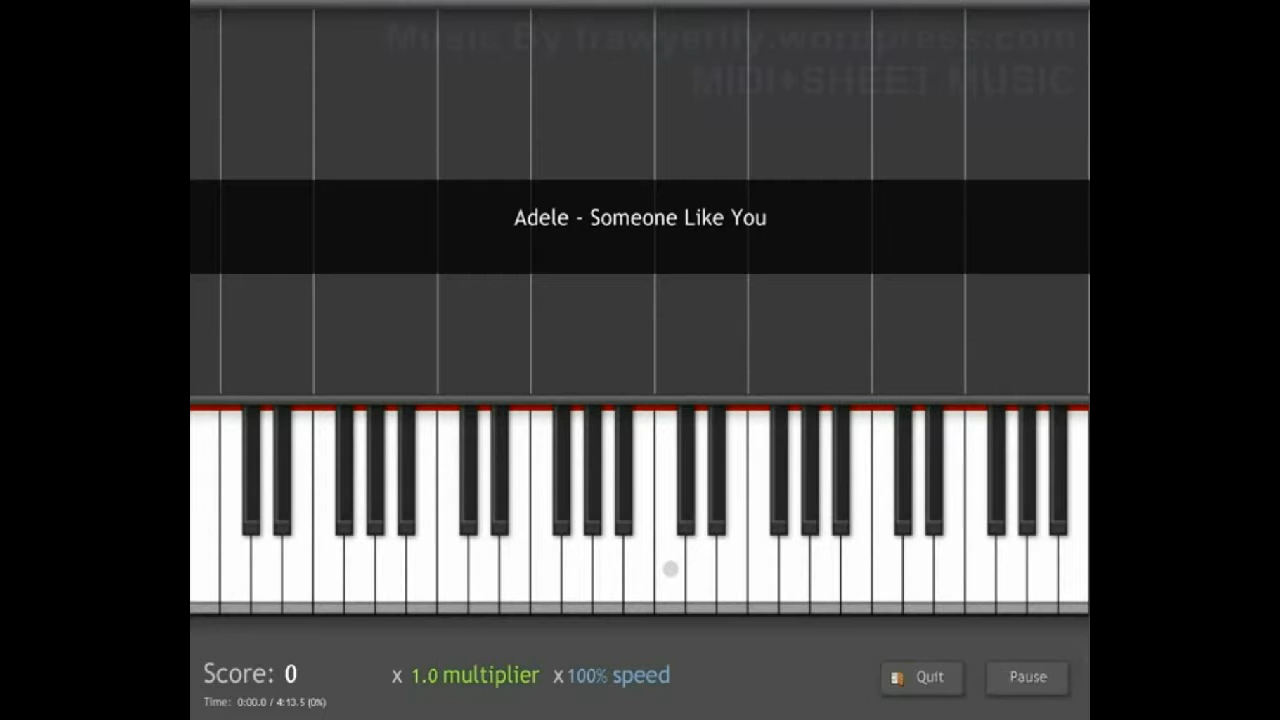 Music By frawyerlly.wordpress.com
MIDI+SHEET MUSIC
Adele - Someone Like You
Score: 0 x 1.0 multiplier x100% speed Quit Pause
Time: 0:00.0 / 4:13.5 (0%)